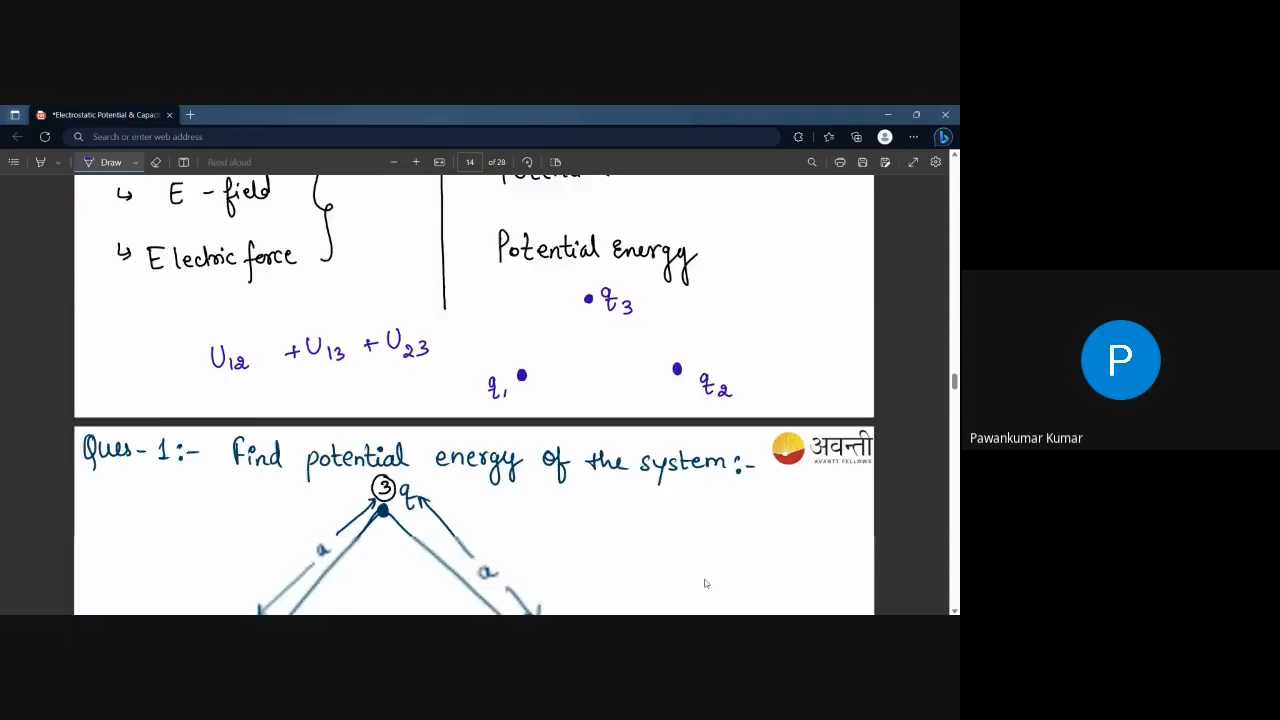 *Electrostatic Potential & Capaci
Search or enter web address
Draw
Read aloud
14 of 28
↳ E - field
↳ Electric force
Potential Energy
q3
U12 + U13 + U23
q1
q2
Ques-1:- Find potential energy of the system:-
अवन्ती
AVANTI FELLOWS
3 q
a
a
P
Pawankumar Kumar